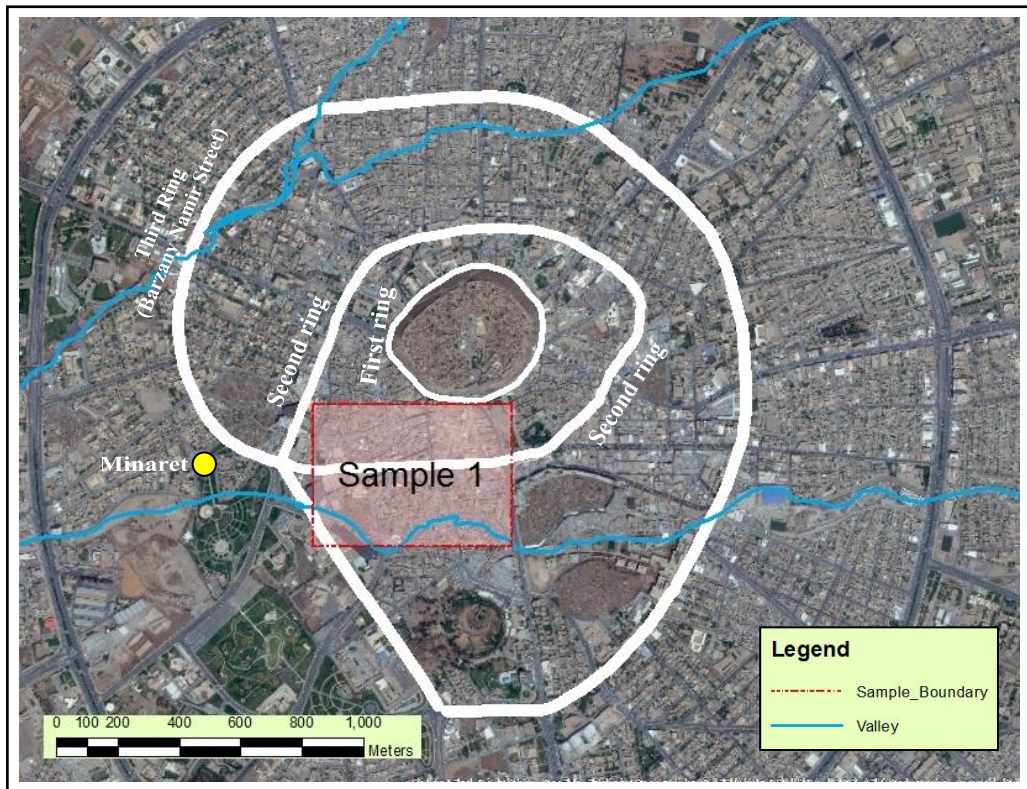 Third Ring
(Barzany Namir Street)
Second ring
First ring
Second ring
Minaret
Sample 1
Legend
Sample_Boundary
Valley
0 100 200 400 600 800 1,000
Meters